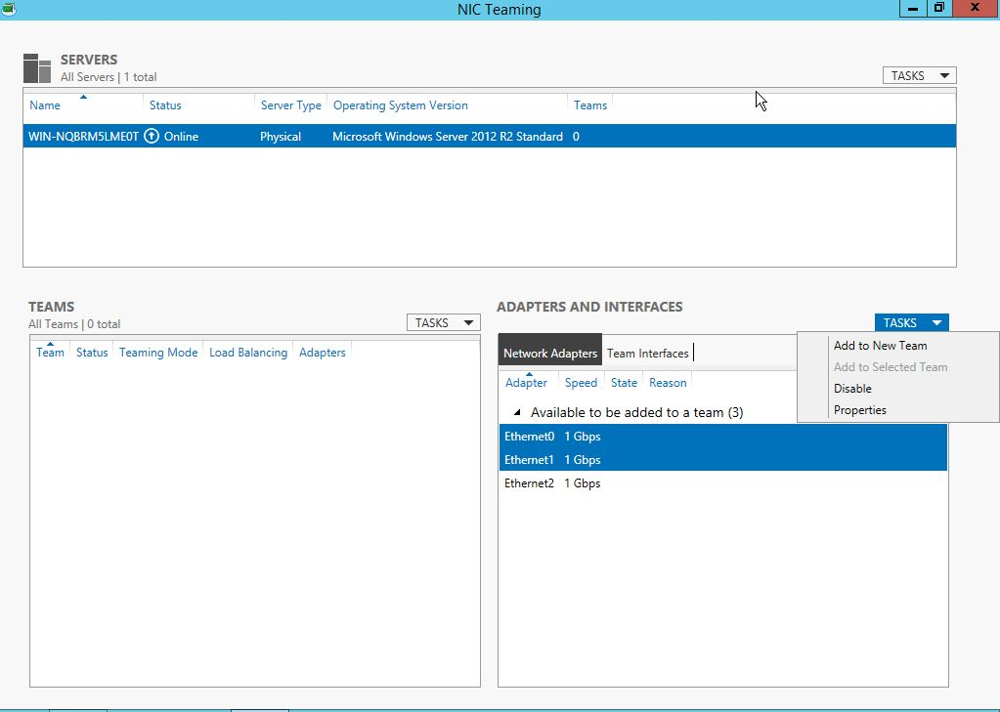 NIC Teaming
SERVERS
All Servers | 1 total
TASKS
Name Status Server Type Operating System Version Teams
WIN-NQBRM5LME0T Online Physical Microsoft Windows Server 2012 R2 Standard 0
TEAMS
All Teams | 0 total
TASKS
Team Status Teaming Mode Load Balancing Adapters
ADAPTERS AND INTERFACES
TASKS
Add to New Team
Add to Selected Team
Disable
Properties
Network Adapters Team Interfaces
Adapter Speed State Reason
Available to be added to a team (3)
Ethernet0 1 Gbps
Ethernet1 1 Gbps
Ethernet2 1 Gbps